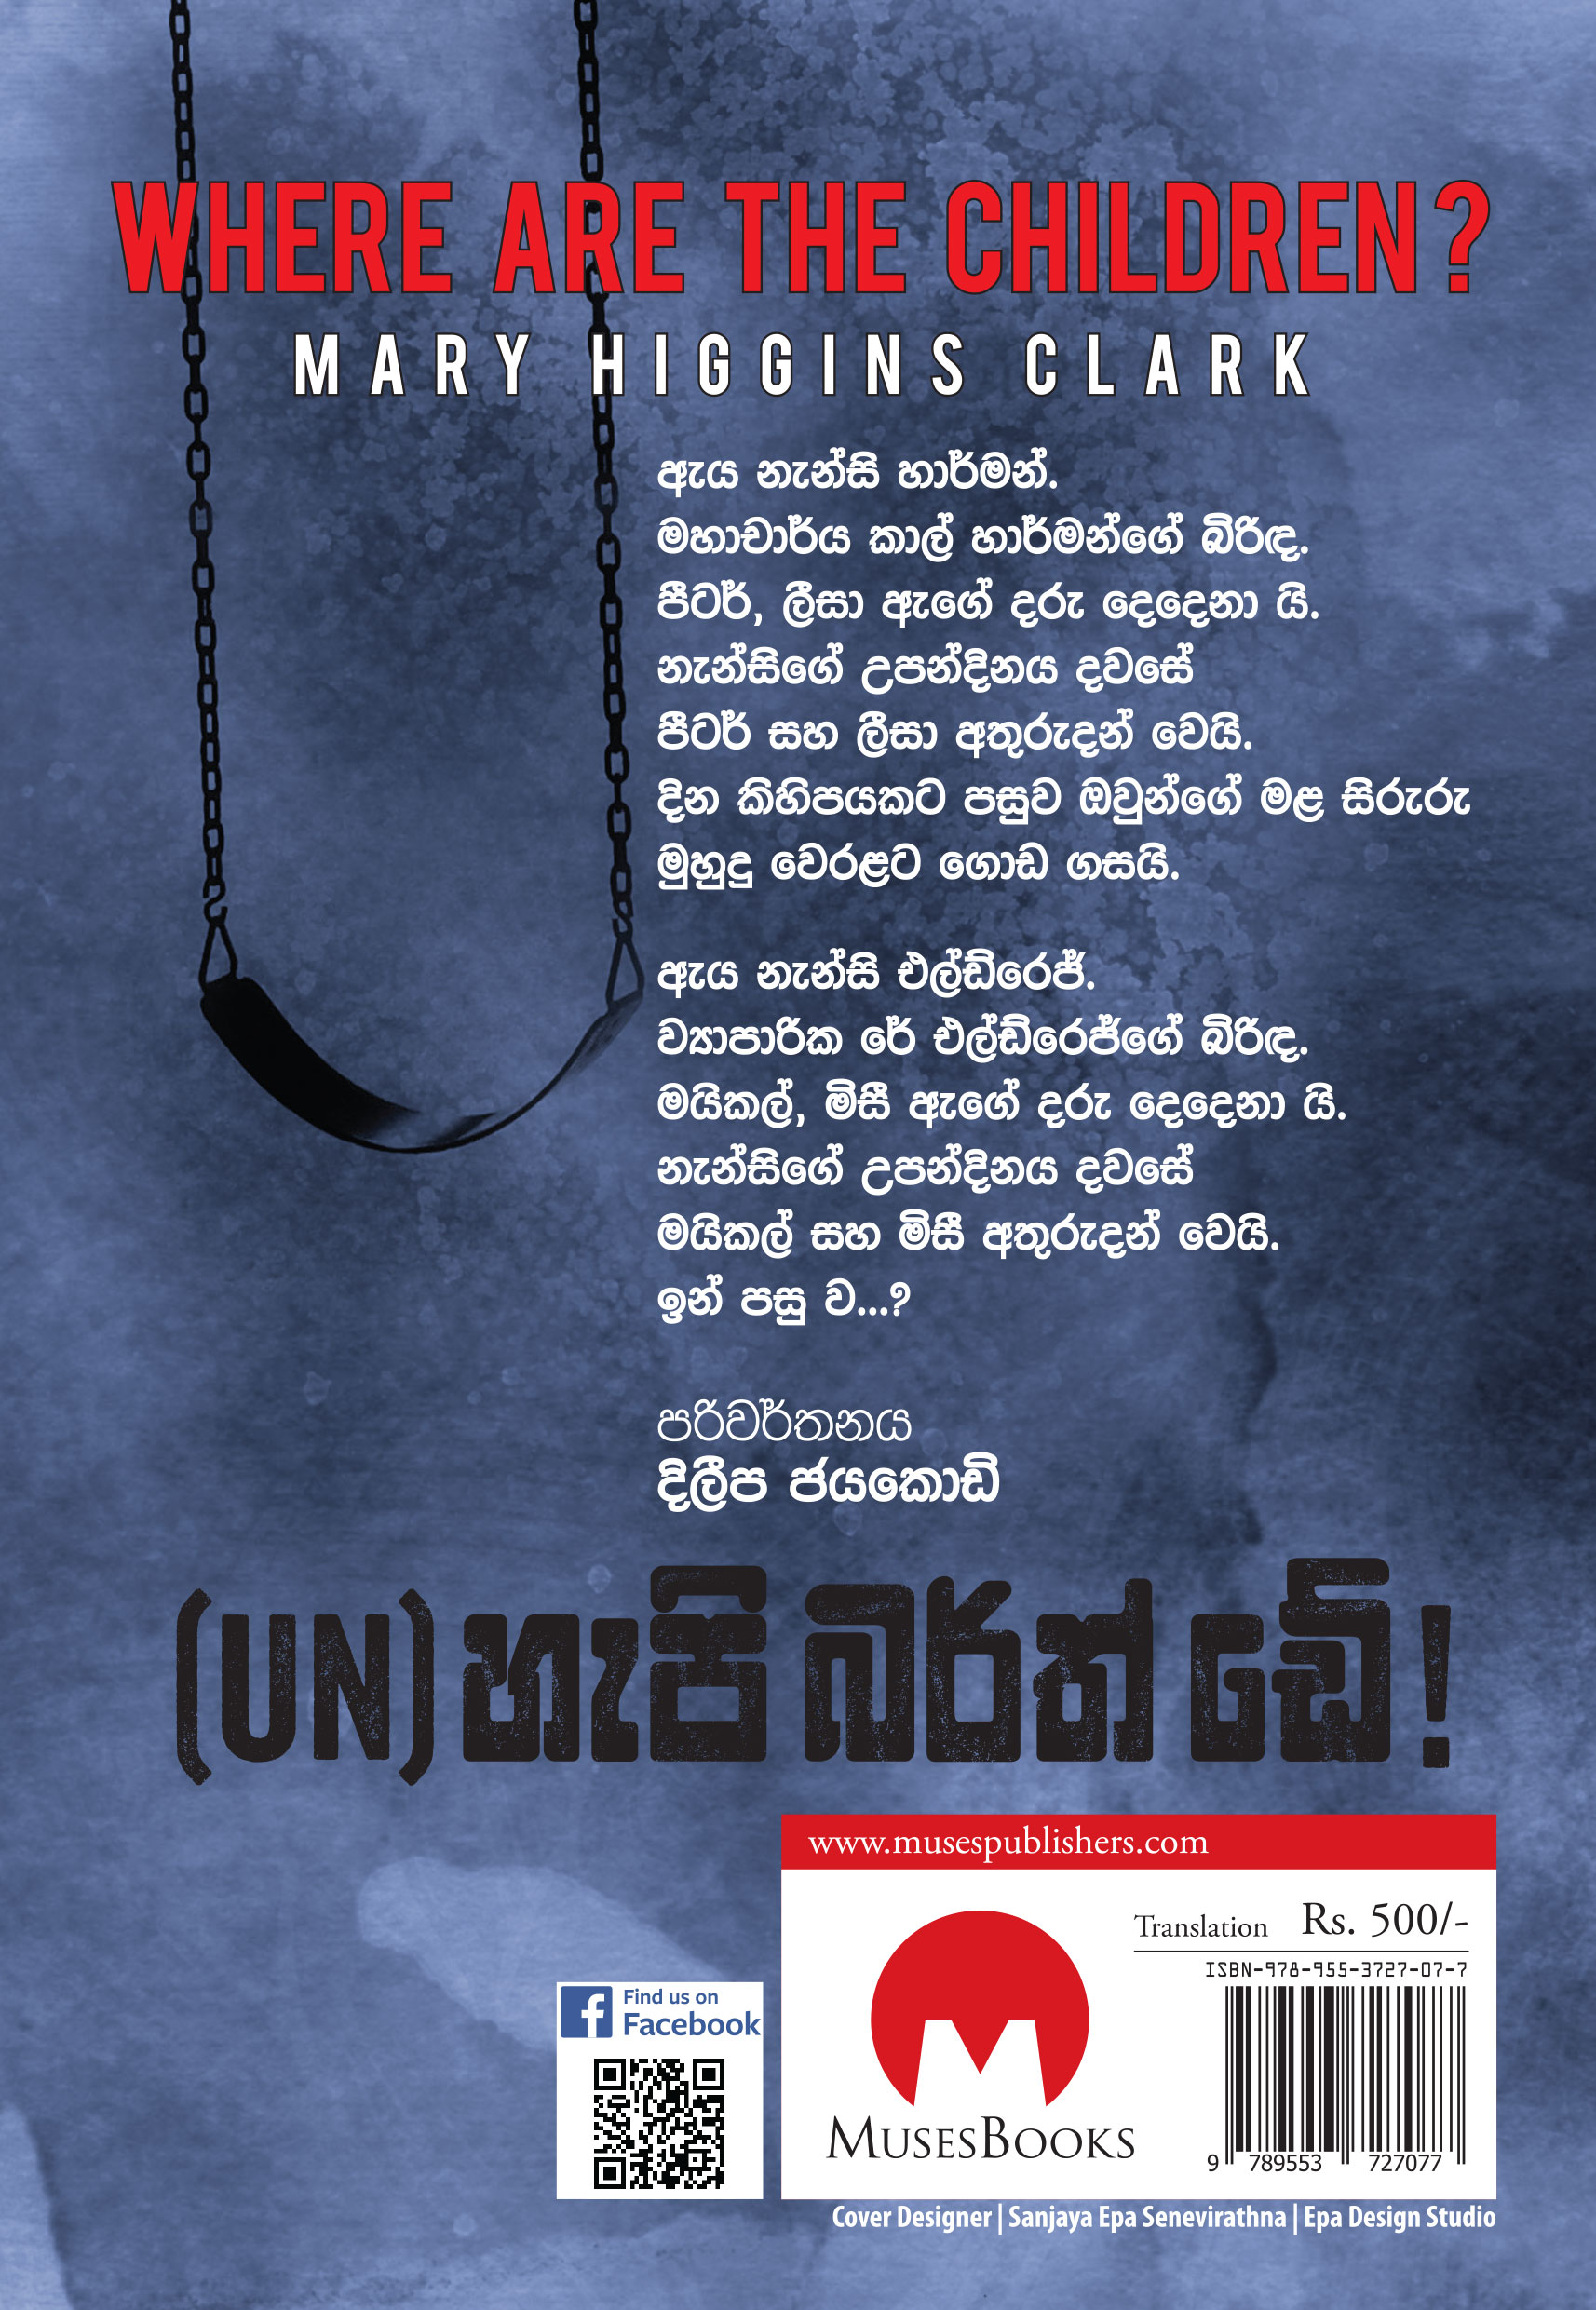 WHERE ARE THE CHILDREN?
MARY HIGGINS CLARK
ඇය නැන්සි හාර්මන්.
මහාචාර්ය කාල් හාර්මන්ගේ බිරිඳ.
පීටර්, ලීසා ඇගේ දරු දෙදෙනා යි.
නැන්සිගේ උපන්දිනය දවසේ
පීටර් සහ ලීසා අතුරුදන් වෙයි.
දින කිහිපයකට පසුව ඔවුන්ගේ මළ සිරුරු
මුහුදු වෙරළට ගොඩ ගසයි.
ඇය නැන්සි එල්ඩ්රෙජ්.
ව්‍යාපාරික රේ එල්ඩ්රෙජ්ගේ බිරිඳ.
මයිකල්, මිසී ඇගේ දරු දෙදෙනා යි.
නැන්සිගේ උපන්දිනය දවසේ
මයිකල් සහ මිසී අතුරුදන් වෙයි.
ඉන් පසු ව...?
පරිවර්තනය
දිලීප ජයකොඩි
(UN) හැපි බර්ත් ඩේ !
www.musespublishers.com
Translation Rs. 500/-
ISBN-978-955-3727-07-7
Find us on
Facebook
MUSESBOOKS
9 789553 727077
Cover Designer | Sanjaya Epa Senevirathna | Epa Design Studio